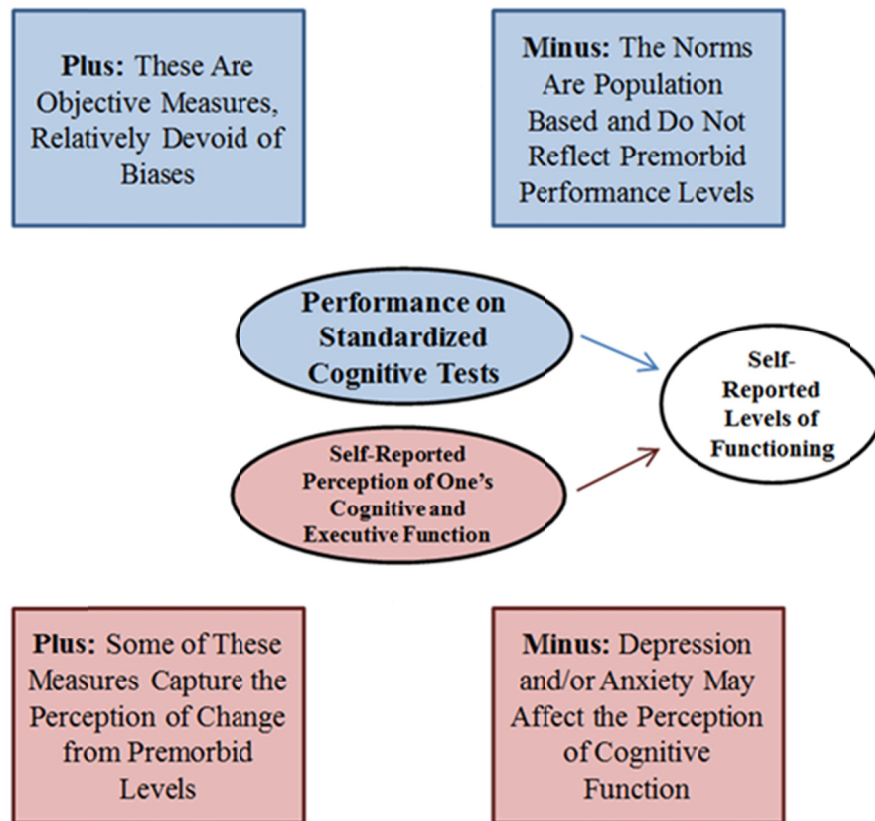 Plus: These Are
Objective Measures,
Relatively Devoid of
Biases
Minus: The Norms
Are Population
Based and Do Not
Reflect Premorbid
Performance Levels
Performance on
Standardized
Cognitive Tests
Self-
Reported
Levels of
Functioning
Self-Reported
Perception of One's
Cognitive and
Executive Function
Plus: Some of These
Measures Capture the
Perception of Change
from Premorbid
Levels
Minus: Depression
and/or Anxiety May
Affect the Perception
of Cognitive
Function